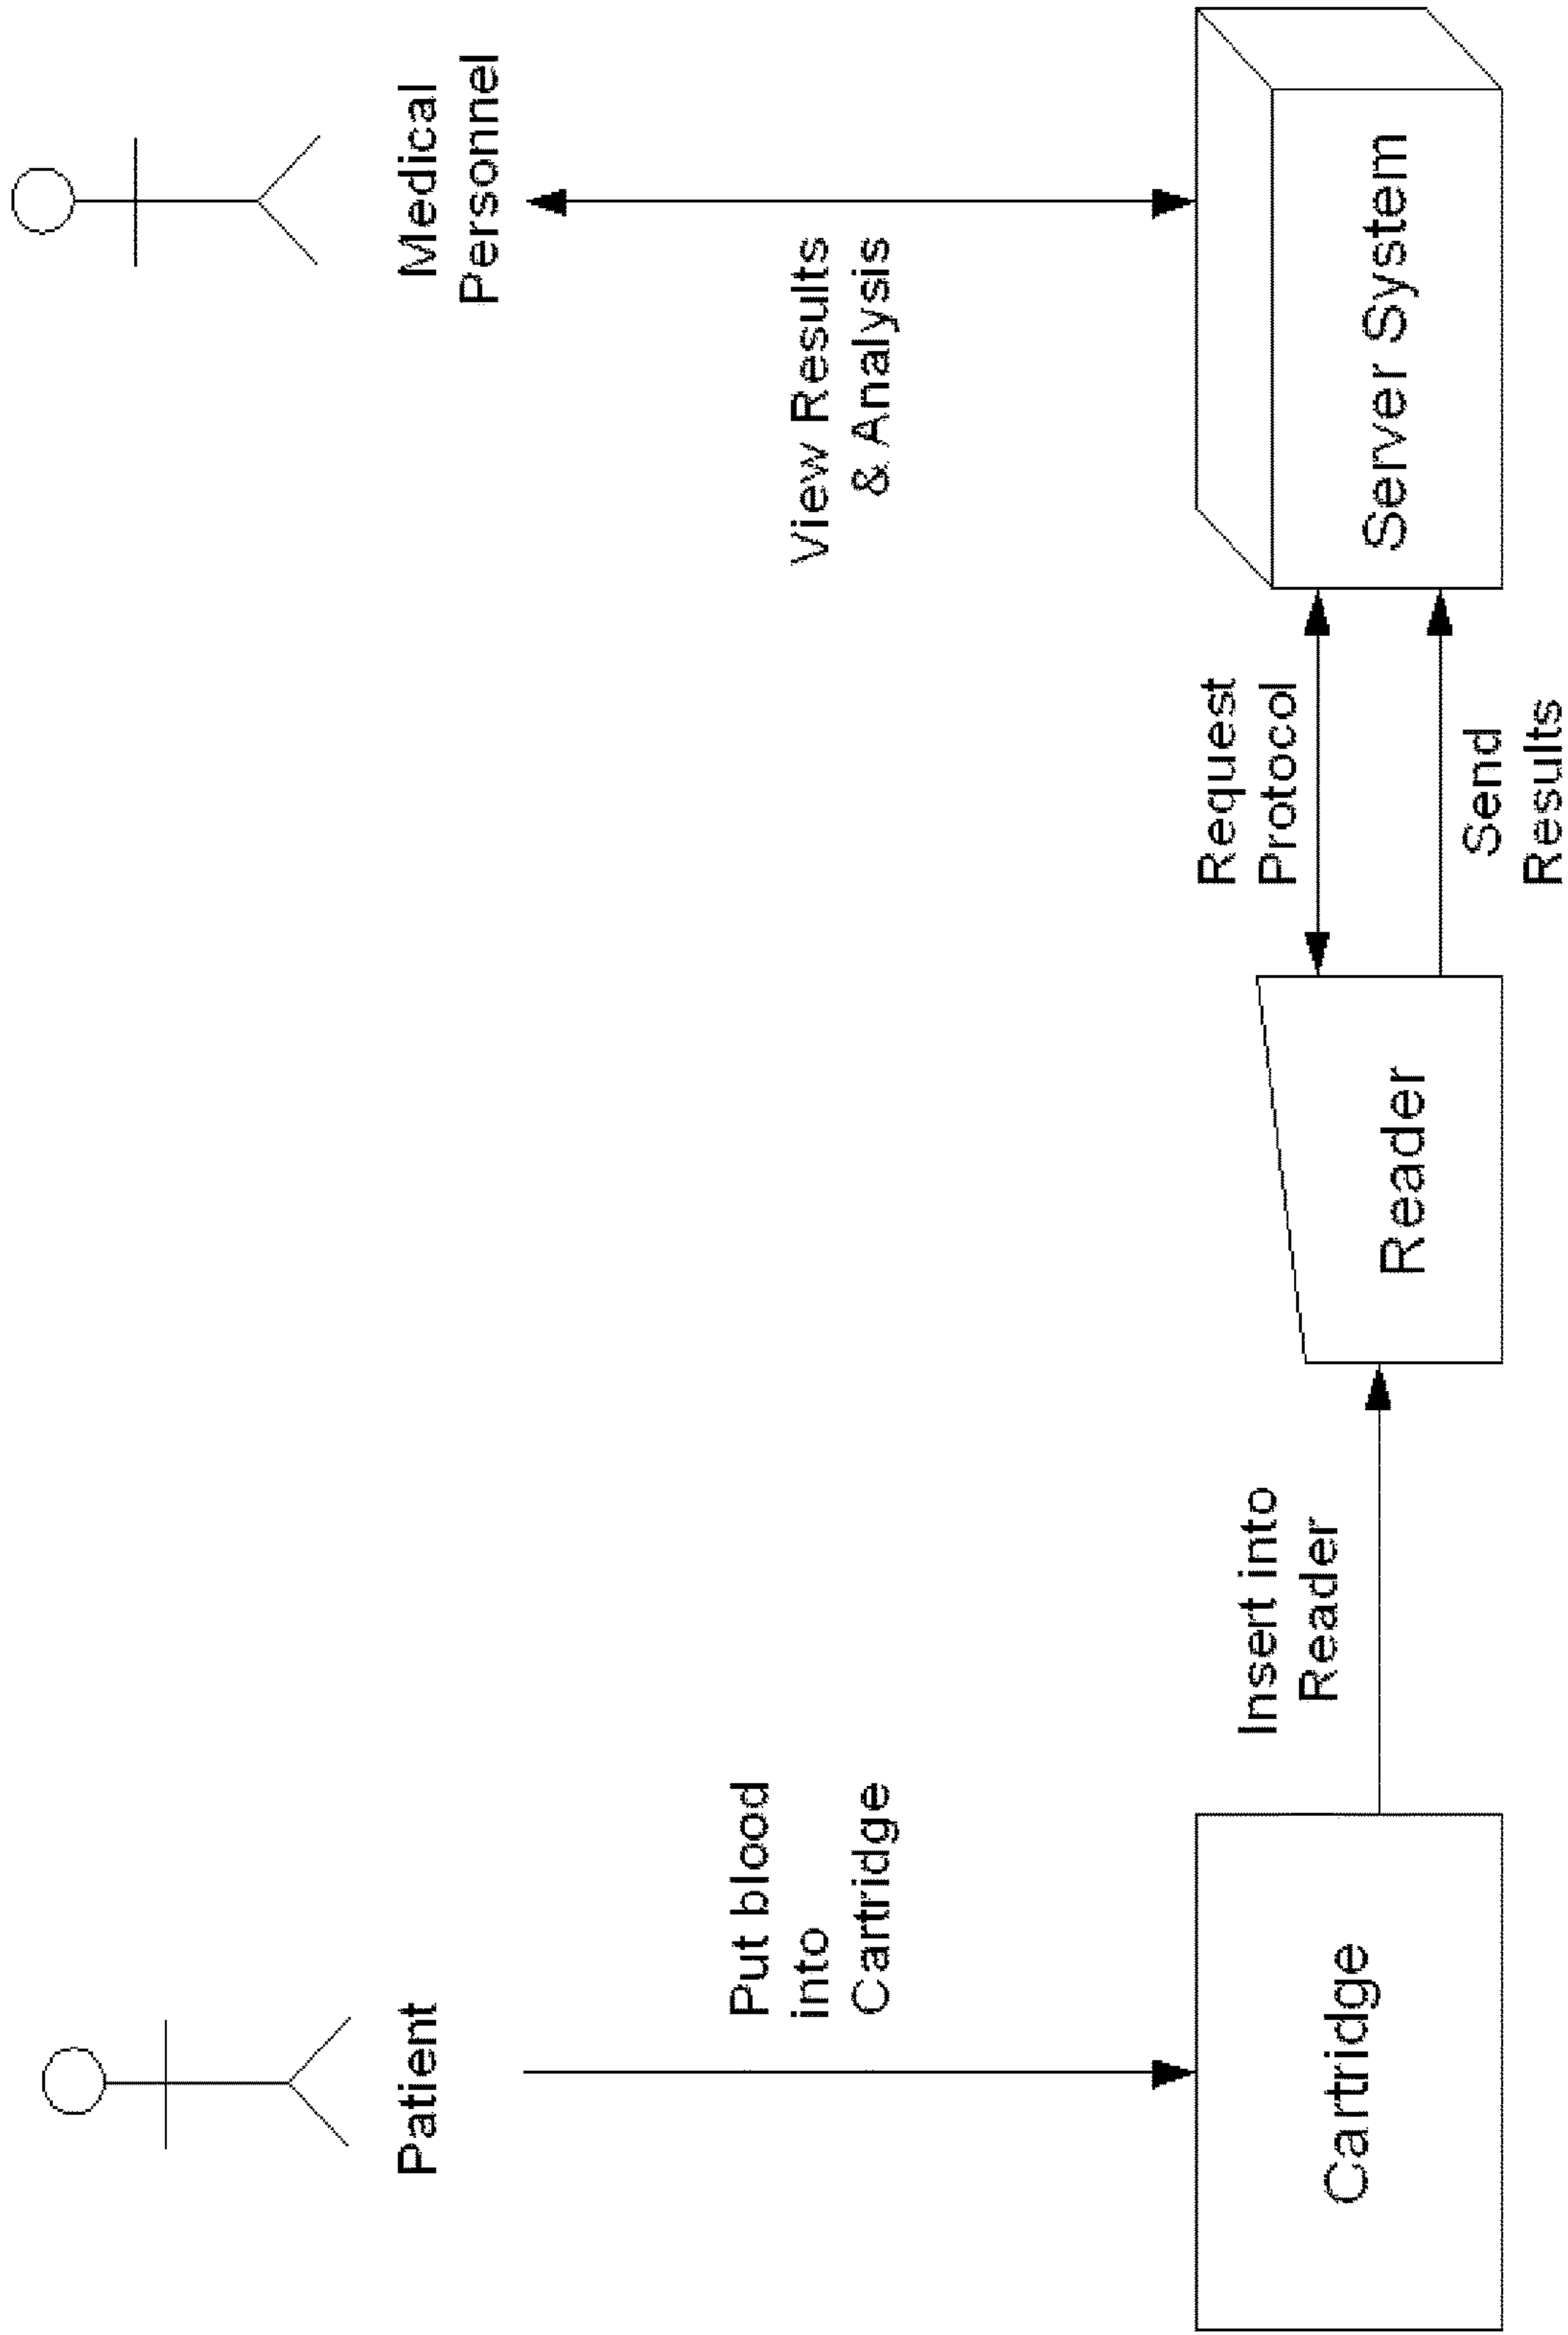 Patient
Medical
Personnel
Put blood
into
Cartridge
View Results
& Analysis
Insert into
Reader
Request
Protocol
Cartridge
Reader
Server System
Send
Results